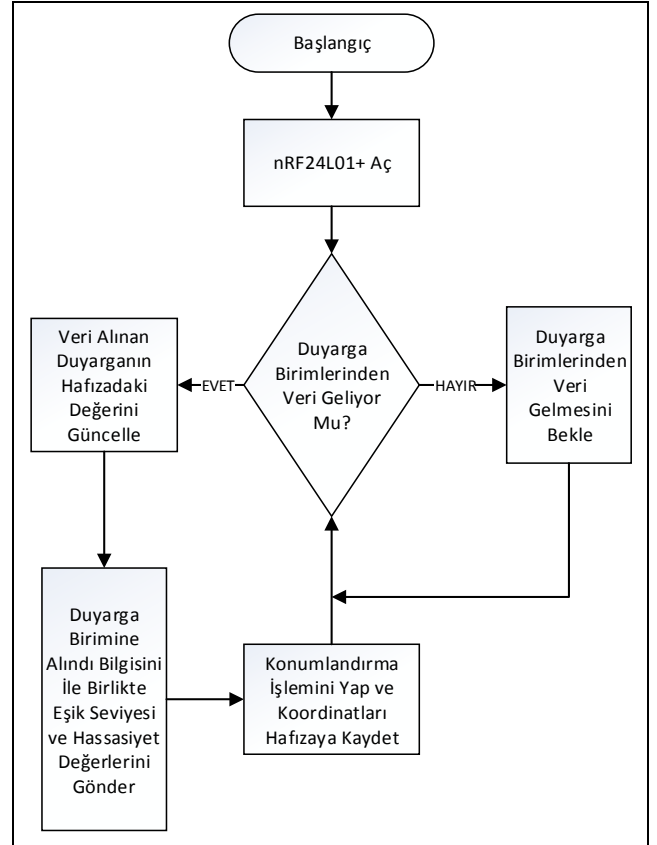 Başlangıç
nRF24L01+ Aç
Duyarga
Birimlerinden
Veri Geliyor
Mu?
EVET
HAYIR
Veri Alınan
Duyarganın
Hafızadaki
Değerini
Güncelle
Duyarga
Birimlerinden
Veri
Gelmesini
Bekle
Duyarga
Birimine
Alındı Bilgisini
İle Birlikte
Eşik Seviyesi
ve Hassasiyet
Değerlerini
Gönder
Konumlandırma
İşlemini Yap ve
Koordinatları
Hafızaya Kaydet